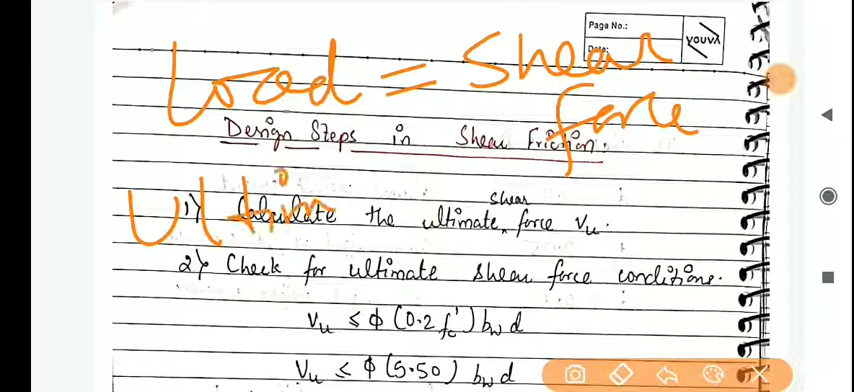 Page No.:
Date:
YOUVA
Load = Shear
force
Design Steps in Shear Friction.
Ultim
1) Calculate the ultimate shear force Vu.
2) Check for ultimate shear force conditions.
Vu ≤ ϕ (0.2 fc') bw d
Vu ≤ ϕ (5.50) bw d